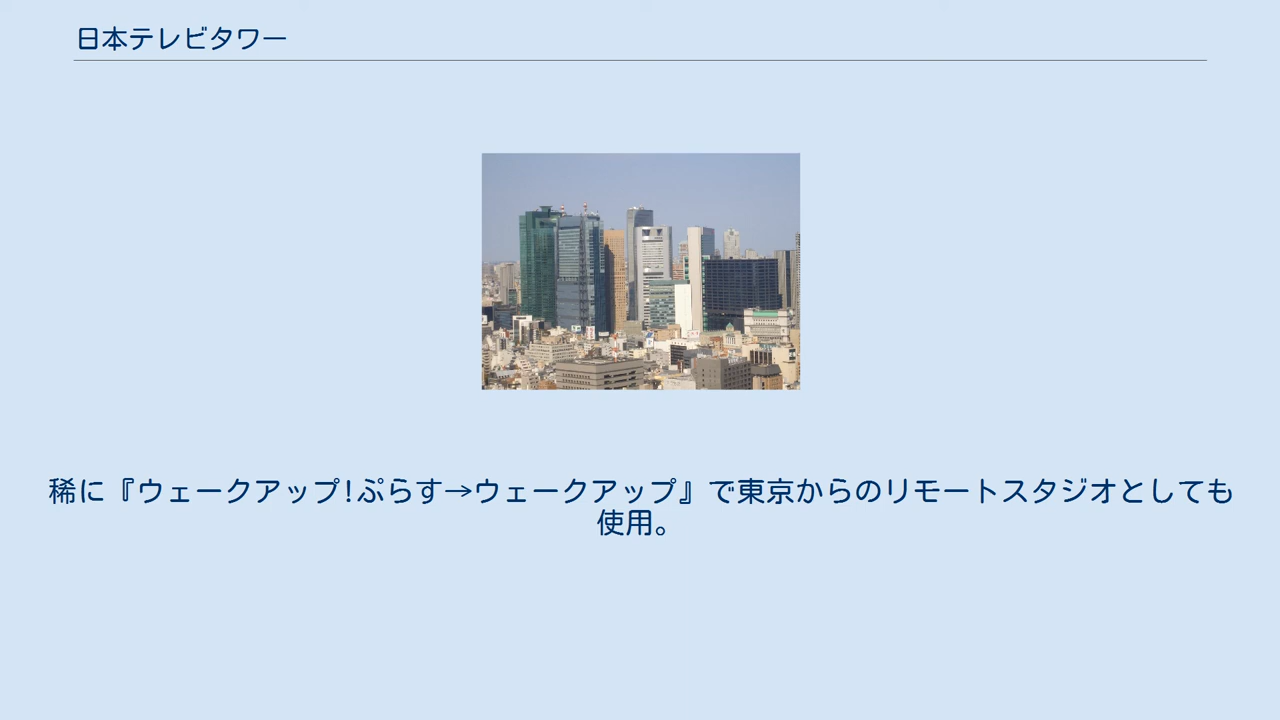 日本テレビタワー
稀に『ウェークアップ!ぷらす→ウェークアップ』で東京からのリモートスタジオとしても
使用。